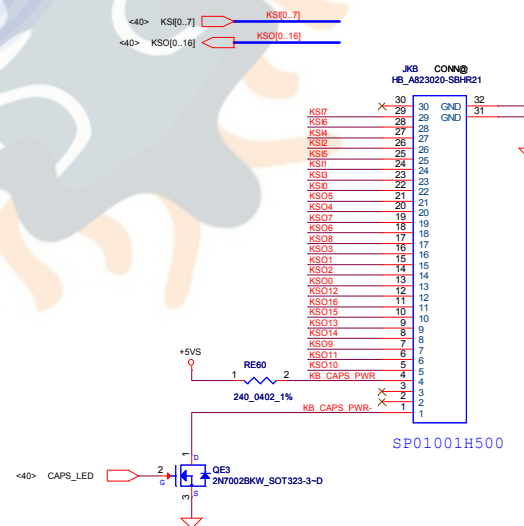 <40> KSI[0..7] KSI[0..7]
<40> KSO[0..16] KSO[0..16]
JKB CONN@
HB_A823020-SBHR21
30 30 GND 32
KSI7 29 29 GND 31
KSI6 28 28
KSI4 27 27
KSI2 26 26
KSI5 25 25
KSI1 24 24
KSI3 23 23
KSI0 22 22
KSO5 21 21
KSO4 20 20
KSO7 19 19
KSO6 18 18
KSO8 17 17
KSO3 16 16
KSO1 15 15
KSO2 14 14
KSO0 13 13
KSO12 12 12
KSO16 11 11
KSO15 10 10
KSO13 9 9
KSO14 8 8
KSO9 7 7
KSO11 6 6
KSO10 5 5
+5VS
RE60
1 2 KB_CAPS_PWR 4 4
240_0402_1%
3 3
2 2
KB_CAPS_PWR- 1 1
SP01001H500
1 D
<40> CAPS_LED 2 G QE3
2N7002BKW_SOT323-3~D
3 S